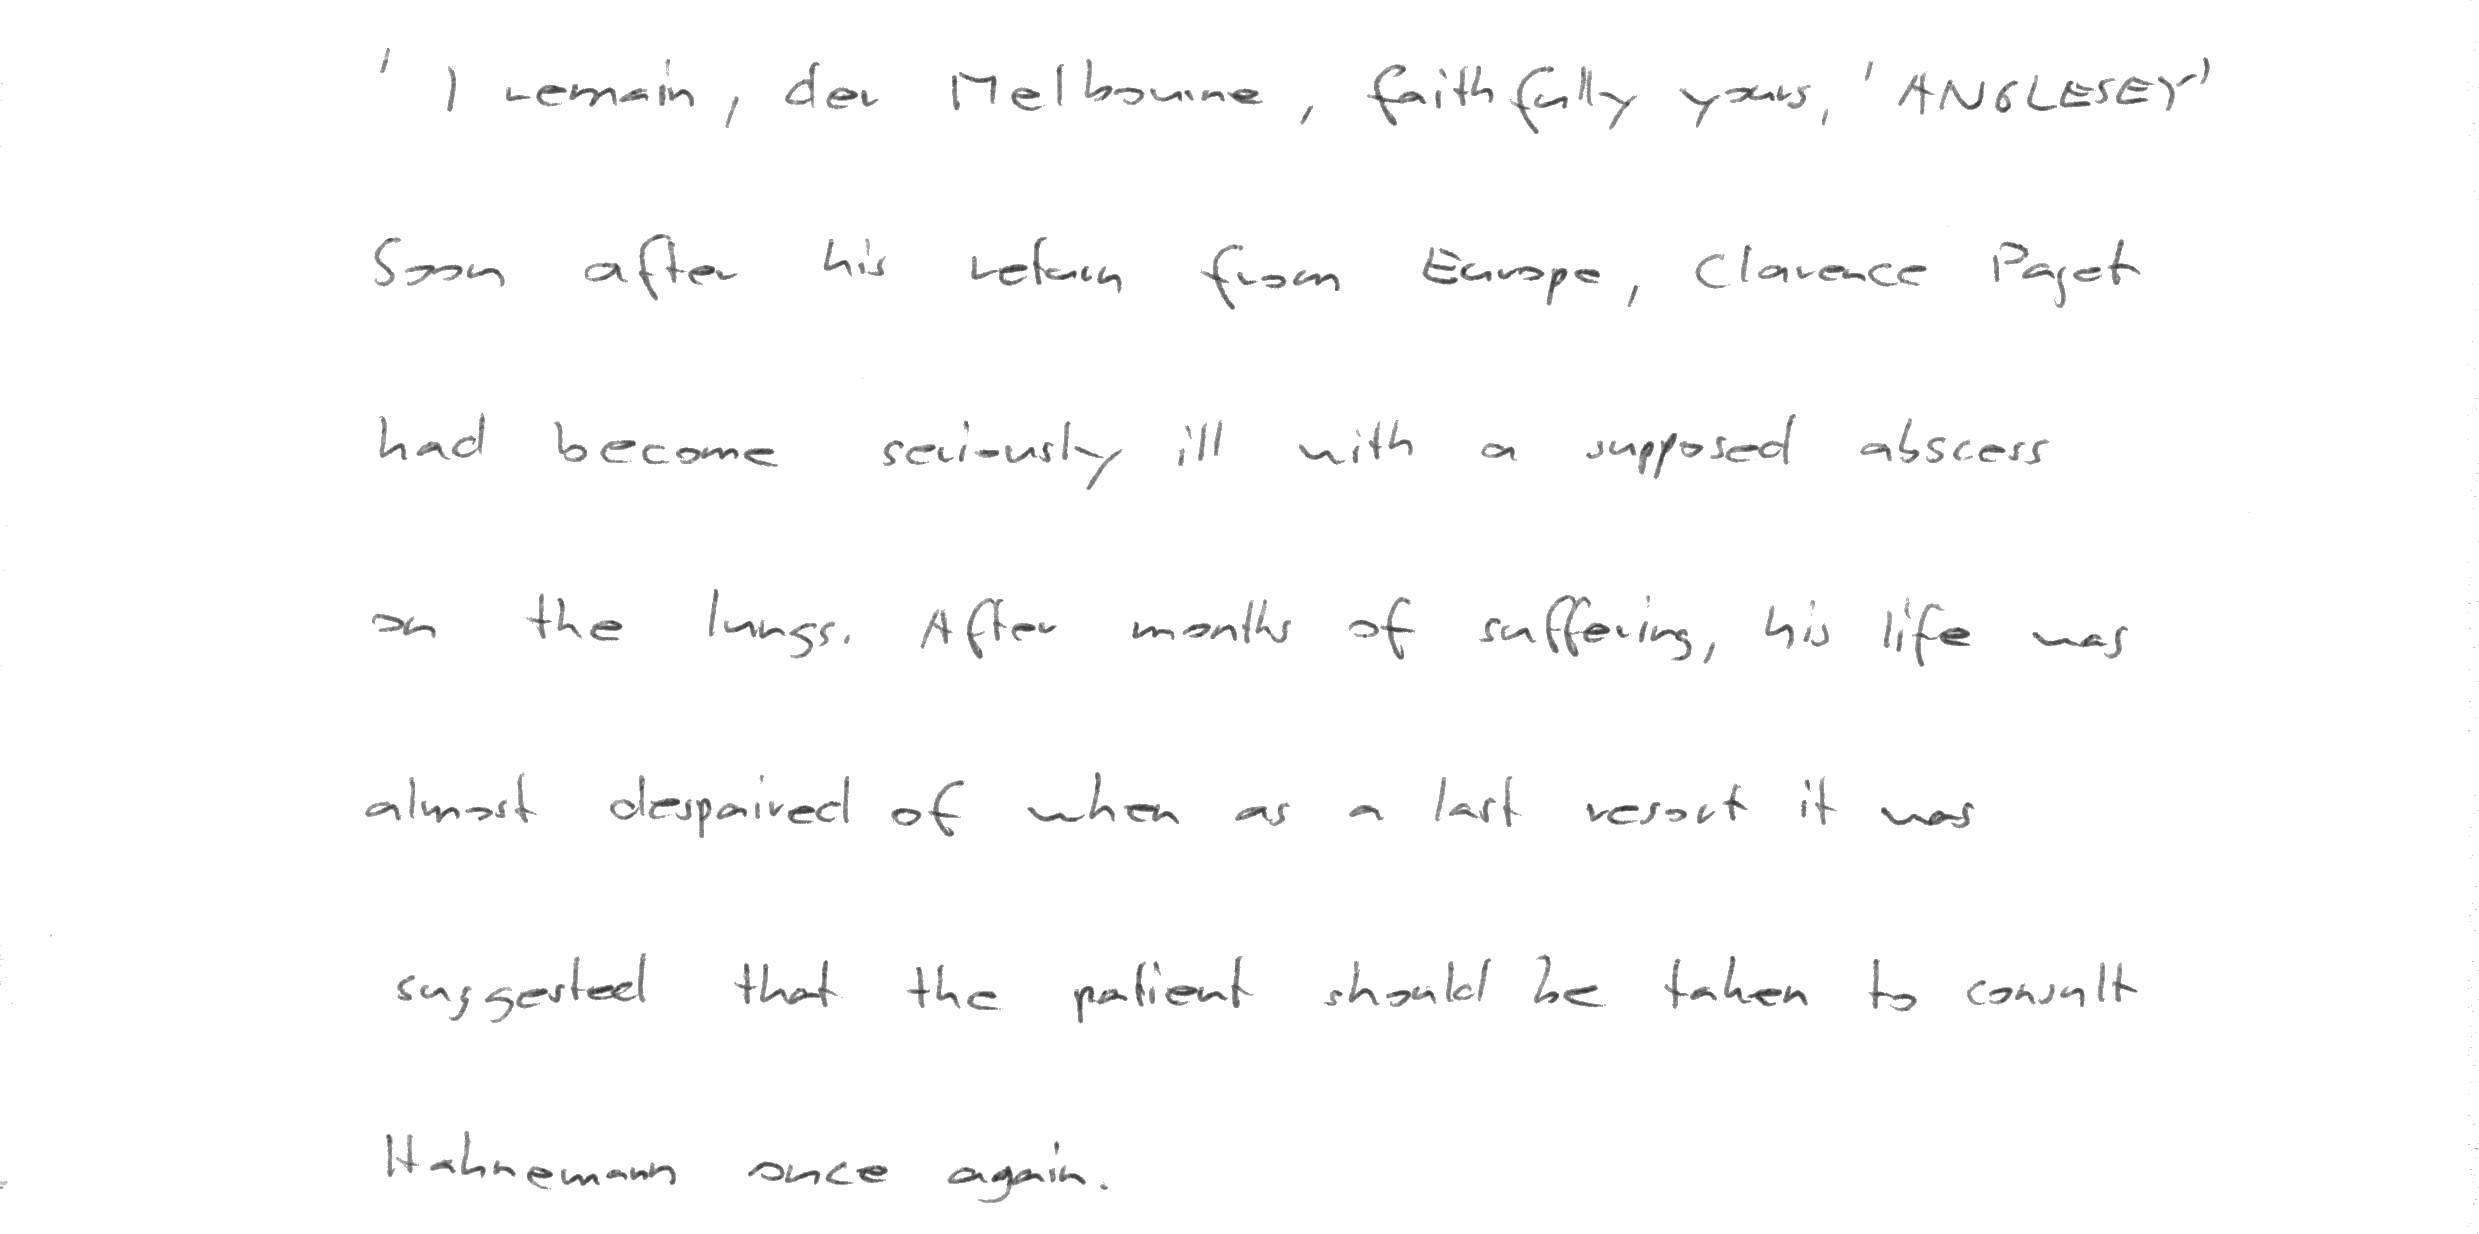 ' I remain, der Melbourne, faithfully yours, 'ANGLESEY'
Soon after his return from Europe, Clarence Paget
had become seriously ill with a supposed abscess
on the lungs. After months of suffering, his life was
almost despaired of when as a last resort it was
suggested that the patient should be taken to consult
Hahnemann once again.